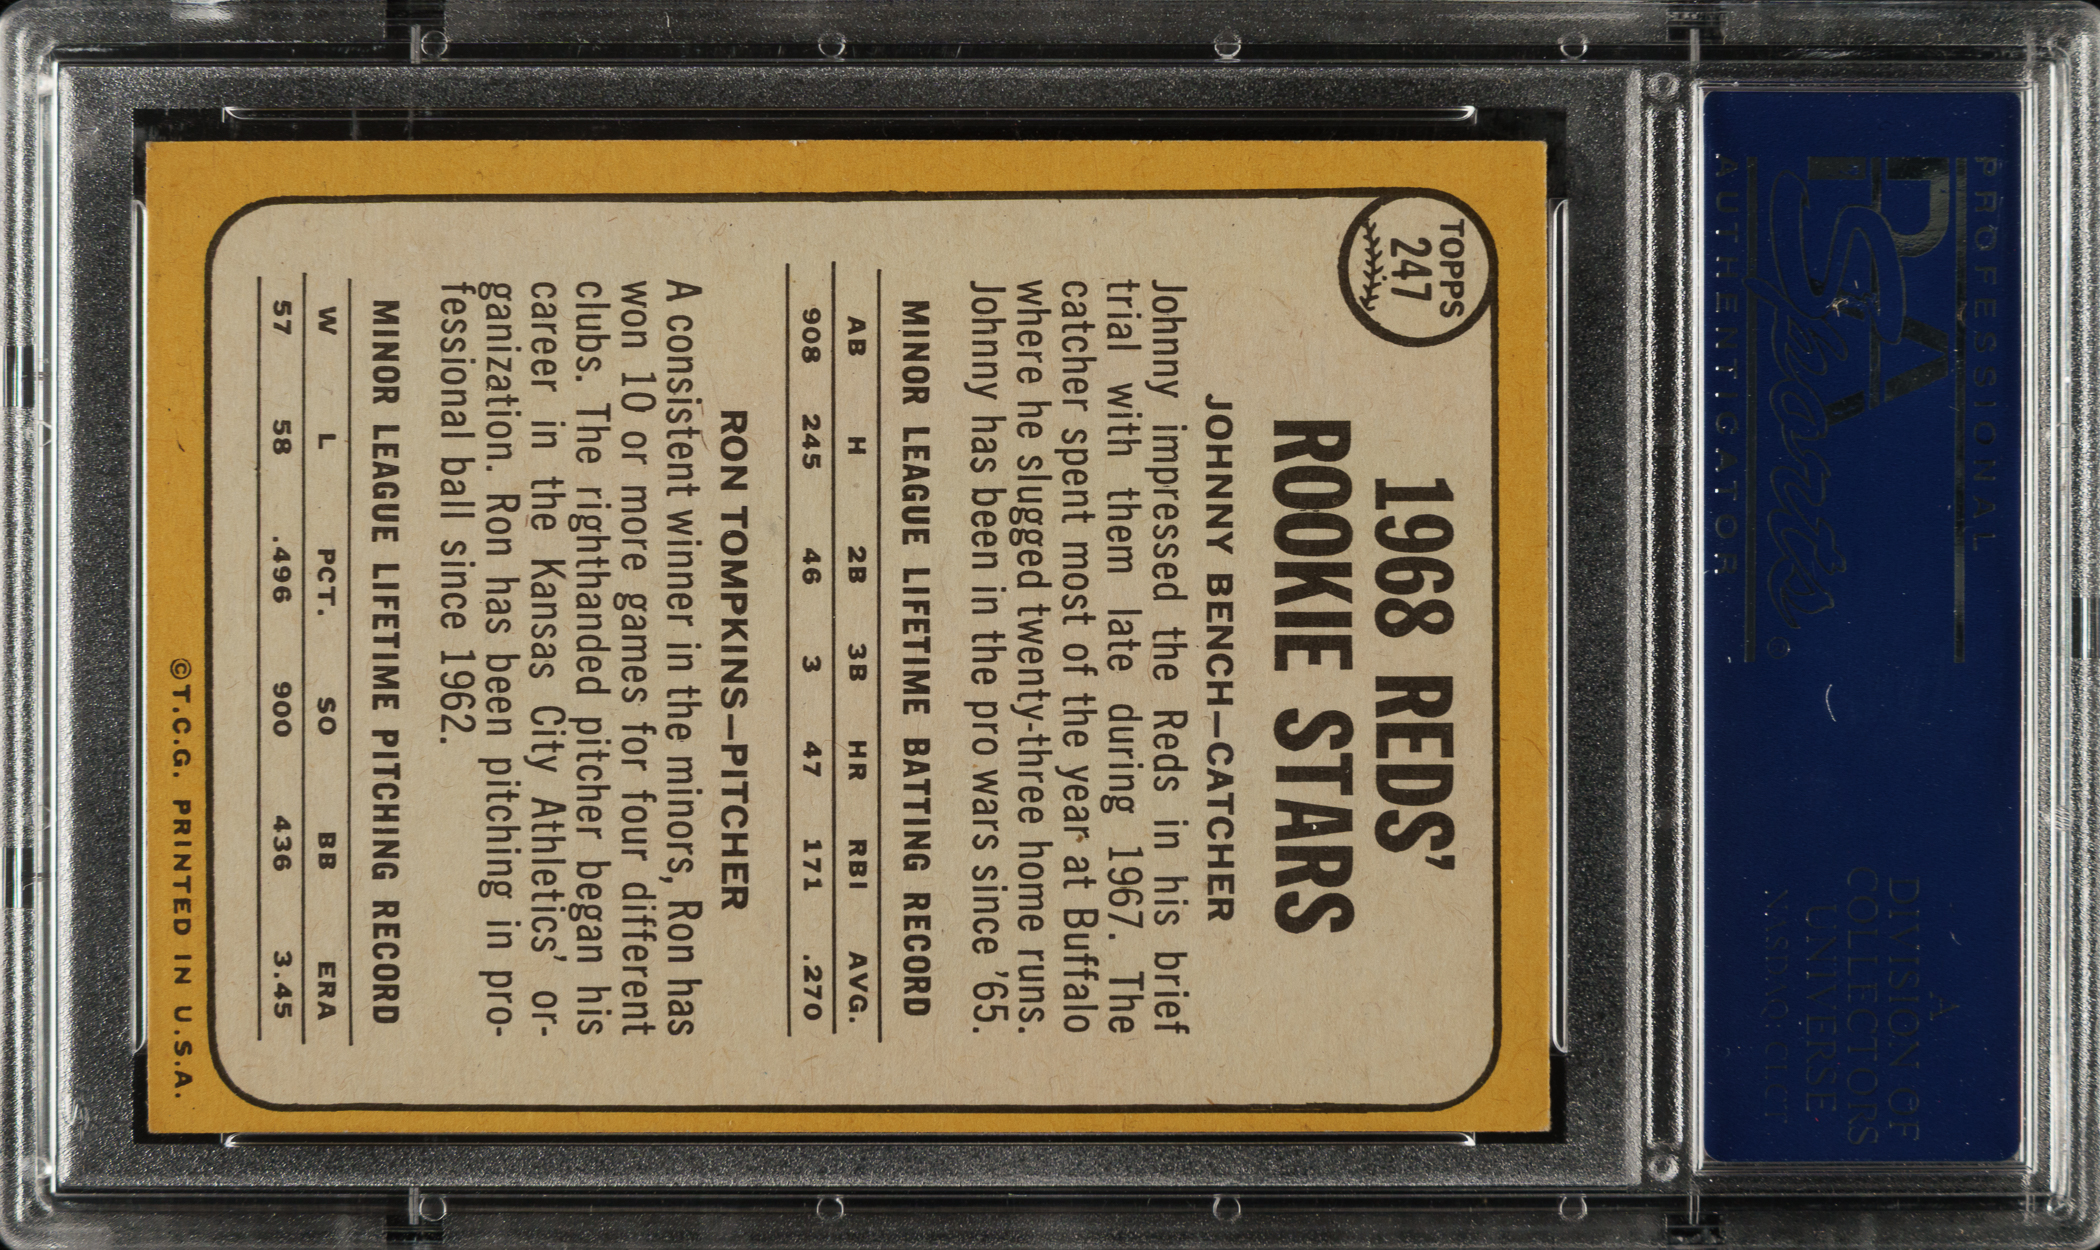 PROFESSIONAL
PSA
Sports
AUTHENTICATOR
A
DIVISION OF
COLLECTORS
UNIVERSE
NASDAQ: CLCT
TOPPS
247
1968 REDS'
ROOKIE STARS
JOHNNY BENCH—CATCHER
Johnny impressed the Reds in his brief
trial with them late during 1967. The
catcher spent most of the year at Buffalo
where he slugged twenty-three home runs.
Johnny has been in the pro wars since '65.
MINOR LEAGUE LIFETIME BATTING RECORD
AB H 2B 3B HR RBI AVG.
908 245 46 3 47 171 .270
RON TOMPKINS—PITCHER
A consistent winner in the minors, Ron has
won 10 or more games for four different
clubs. The righthanded pitcher began his
career in the Kansas City Athletics' or-
ganization. Ron has been pitching in pro-
fessional ball since 1962.
MINOR LEAGUE LIFETIME PITCHING RECORD
W L PCT. SO BB ERA
57 58 .496 900 436 3.45
©T.C.G. PRINTED IN U.S.A.